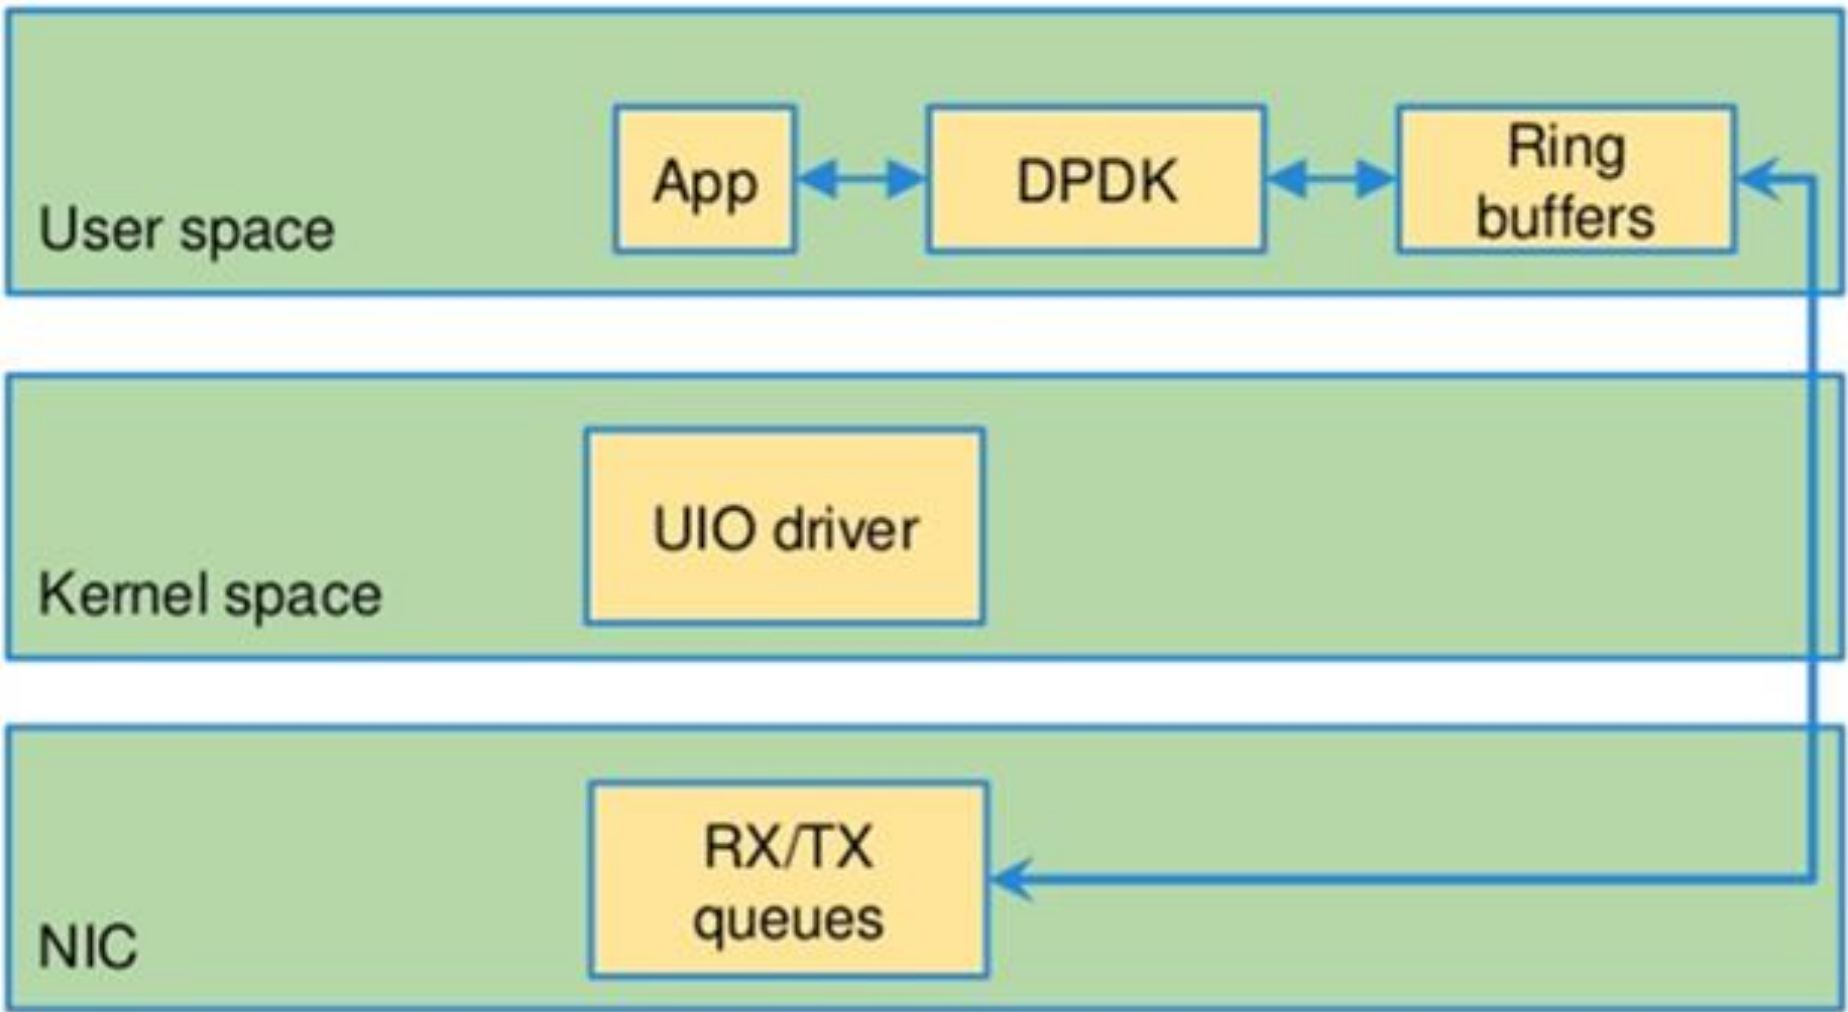 User space
App
DPDK
Ring
buffers
Kernel space
UIO driver
NIC
RX/TX
queues